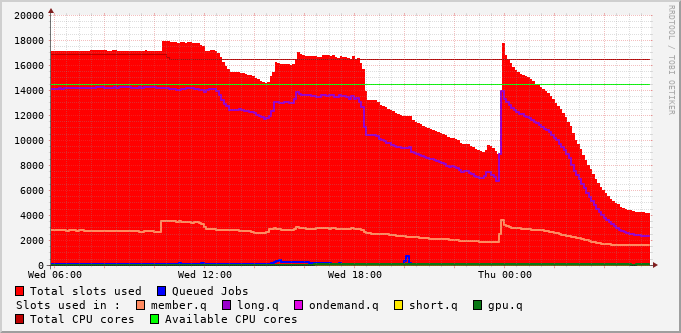 20000
18000
16000
14000
12000
10000
8000
6000
4000
2000
0
Wed 06:00 Wed 12:00 Wed 18:00 Thu 00:00
Total slots used Queued Jobs
Slots used in : member.q long.q ondemand.q short.q gpu.q
Total CPU cores Available CPU cores
RRDTOOL / TOBI OETIKER